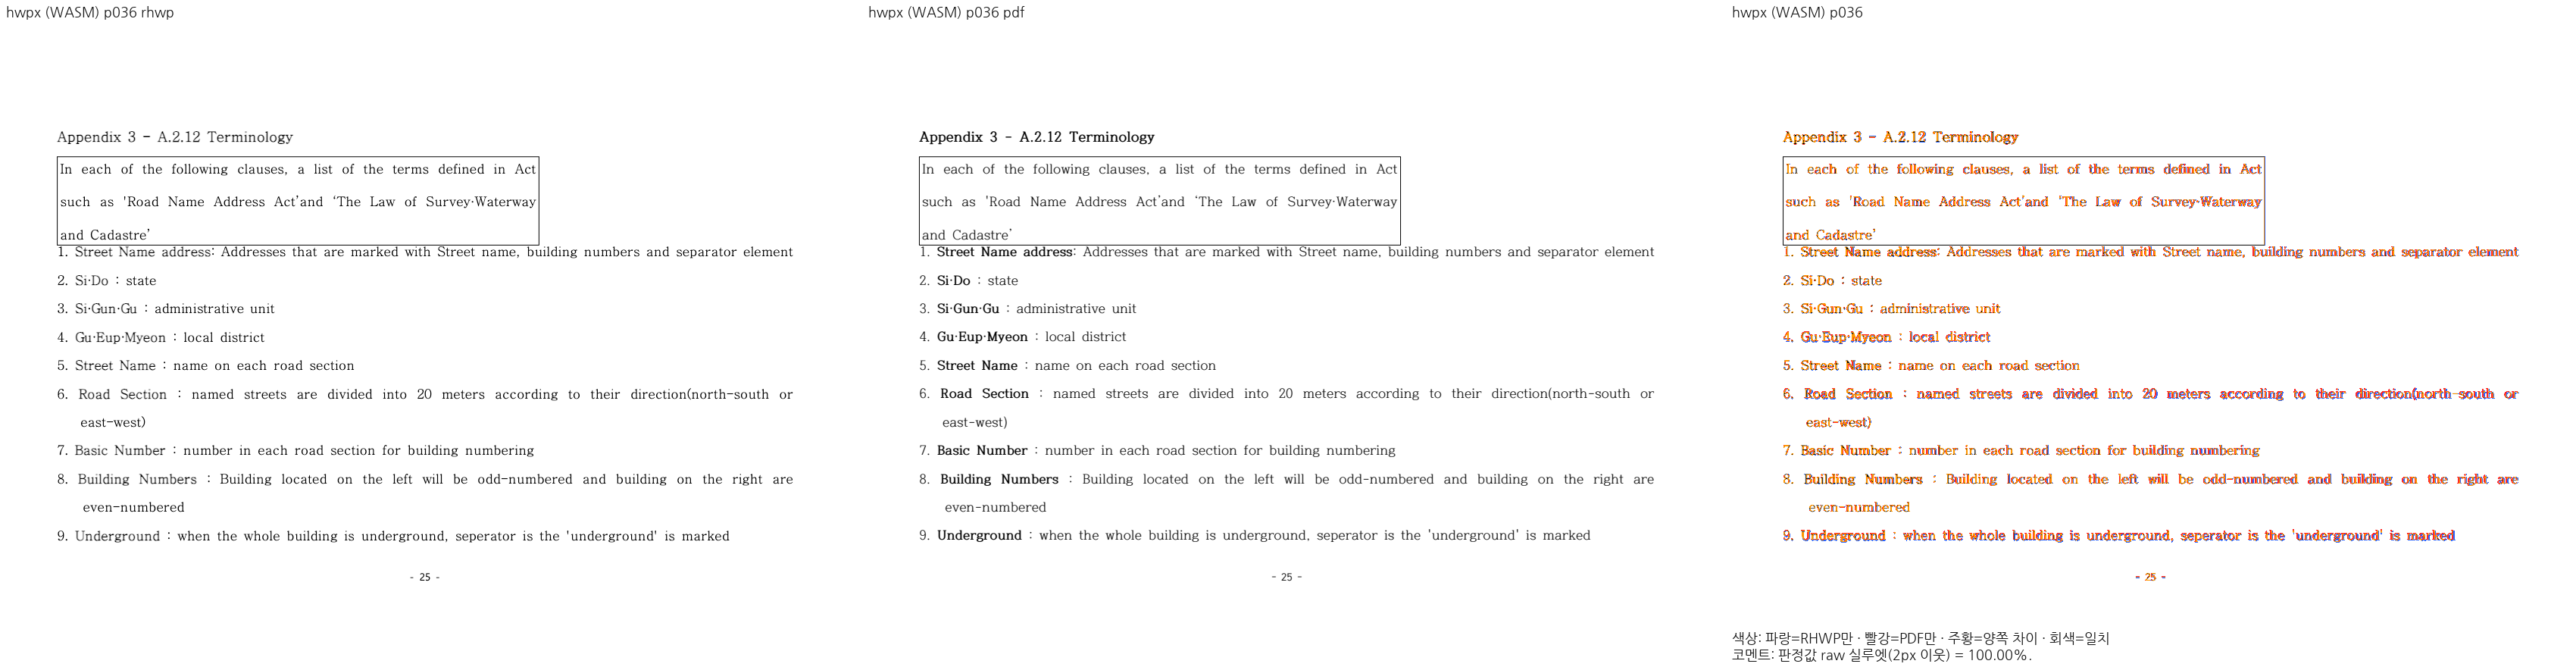 hwpx (WASM) p036 rhwp
Appendix 3 - A.2.12 Terminology
In each of the following clauses, a list of the terms defined in Act
such as 'Road Name Address Act'and 'The Law of Survey·Waterway
and Cadastre'
1. Street Name address: Addresses that are marked with Street name, building numbers and separator element
2. Si·Do : state
3. Si·Gun·Gu : administrative unit
4. Gu·Eup·Myeon : local district
5. Street Name : name on each road section
6. Road Section : named streets are divided into 20 meters according to their direction(north-south or
east-west)
7. Basic Number : number in each road section for building numbering
8. Building Numbers : Building located on the left will be odd-numbered and building on the right are
even-numbered
9. Underground : when the whole building is underground, seperator is the 'underground' is marked
- 25 -
hwpx (WASM) p036 pdf
Appendix 3 - A.2.12 Terminology
In each of the following clauses, a list of the terms defined in Act
such as 'Road Name Address Act'and 'The Law of Survey·Waterway
and Cadastre'
1. Street Name address: Addresses that are marked with Street name, building numbers and separator element
2. Si·Do : state
3. Si·Gun·Gu : administrative unit
4. Gu·Eup·Myeon : local district
5. Street Name : name on each road section
6. Road Section : named streets are divided into 20 meters according to their direction(north-south or
east-west)
7. Basic Number : number in each road section for building numbering
8. Building Numbers : Building located on the left will be odd-numbered and building on the right are
even-numbered
9. Underground : when the whole building is underground, seperator is the 'underground' is marked
- 25 -
hwpx (WASM) p036
Appendix 3 - A.2.12 Terminology
In each of the following clauses, a list of the terms defined in Act
such as 'Road Name Address Act'and 'The Law of Survey·Waterway
and Cadastre'
1. Street Name address: Addresses that are marked with Street name, building numbers and separator element
2. Si·Do : state
3. Si·Gun·Gu : administrative unit
4. Gu·Eup·Myeon : local district
5. Street Name : name on each road section
6. Road Section : named streets are divided into 20 meters according to their direction(north-south or
east-west)
7. Basic Number : number in each road section for building numbering
8. Building Numbers : Building located on the left will be odd-numbered and building on the right are
even-numbered
9. Underground : when the whole building is underground, seperator is the 'underground' is marked
- 25 -
색상: 파랑=RHWP만 · 빨강=PDF만 · 주황=양쪽 차이 · 회색=일치
코멘트: 판정값 raw 실루엣(2px 이웃) = 100.00%.